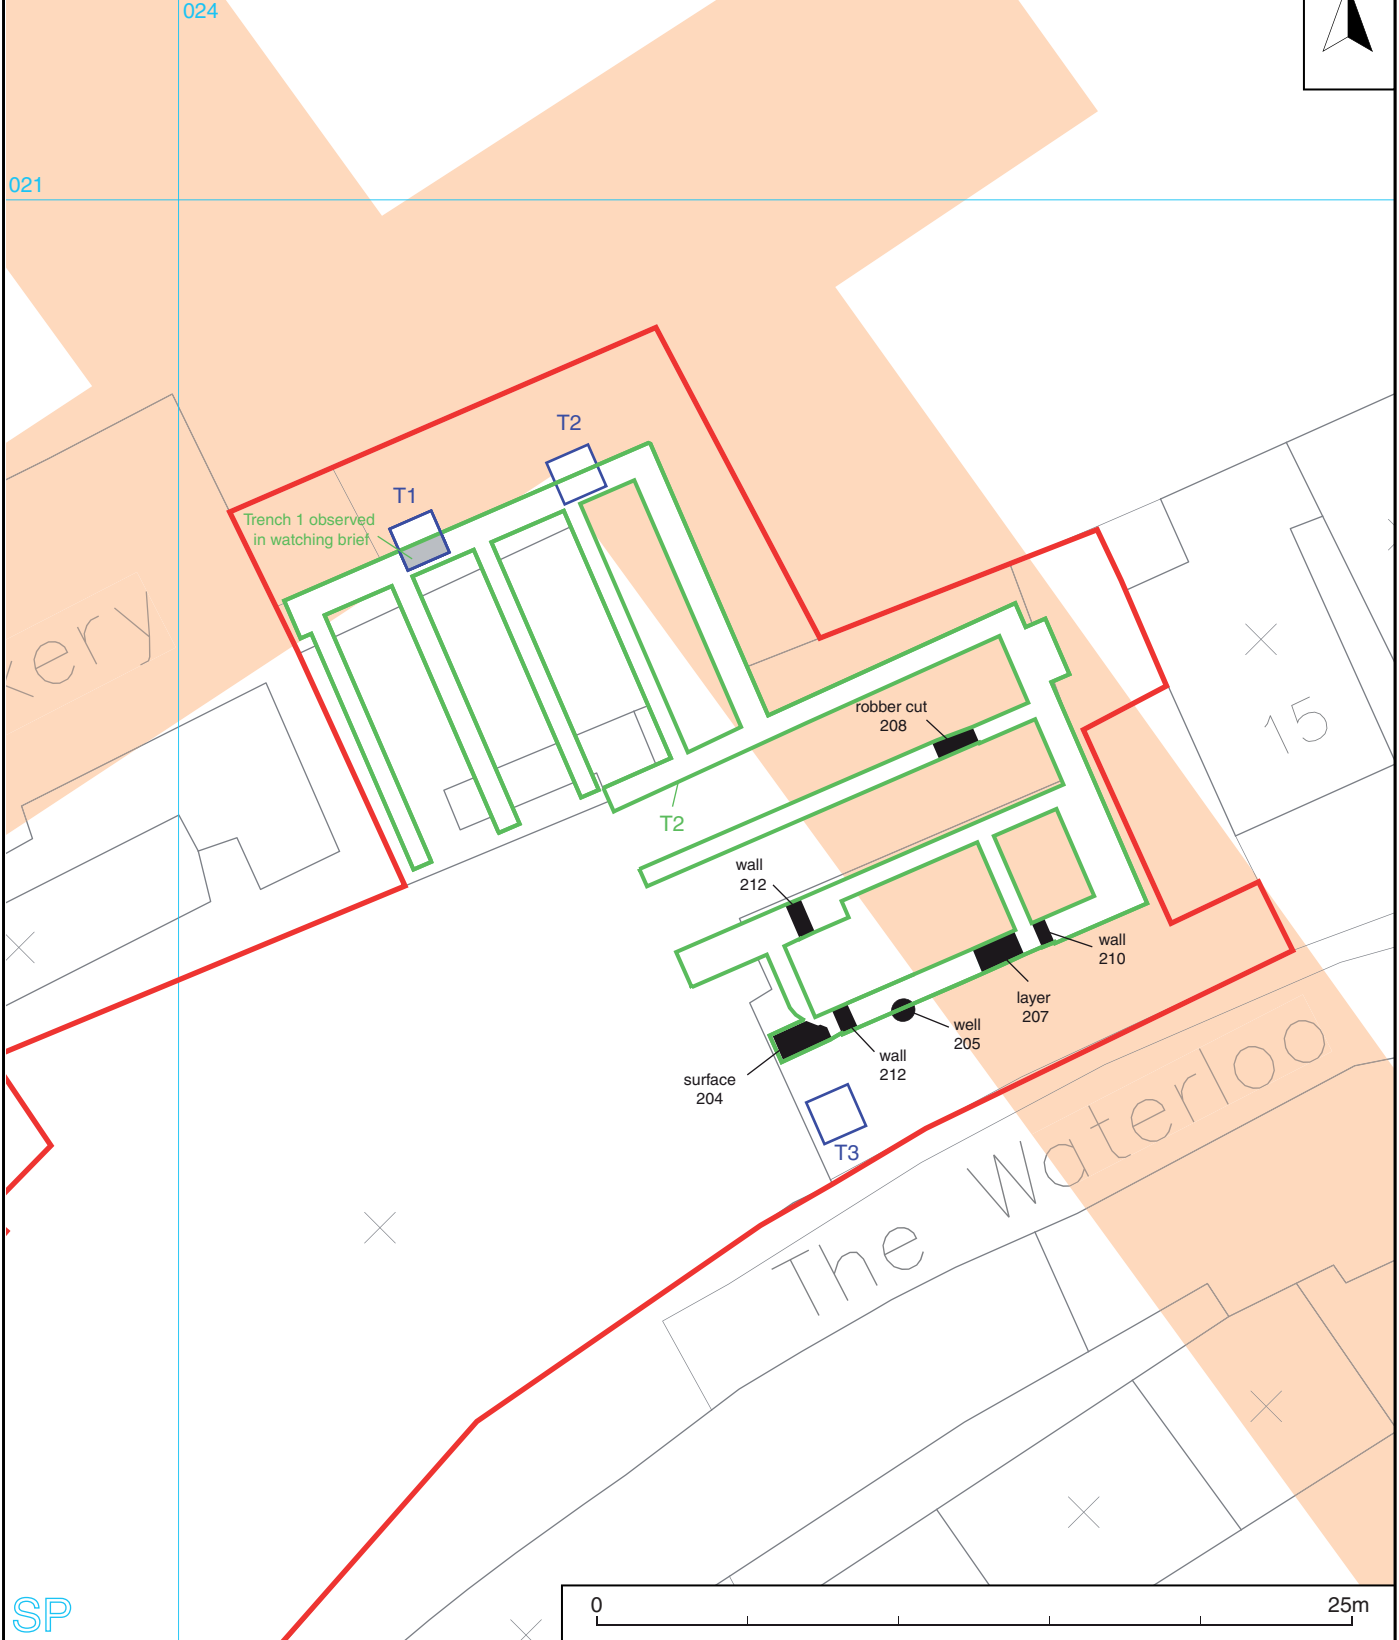 024
021
T2
T1
Trench 1 observed
in watching brief
kery
15
robber cut
208
T2
wall
212
wall
210
layer
207
well
205
wall
212
surface
204
T3
The Waterloo
SP
0
25m